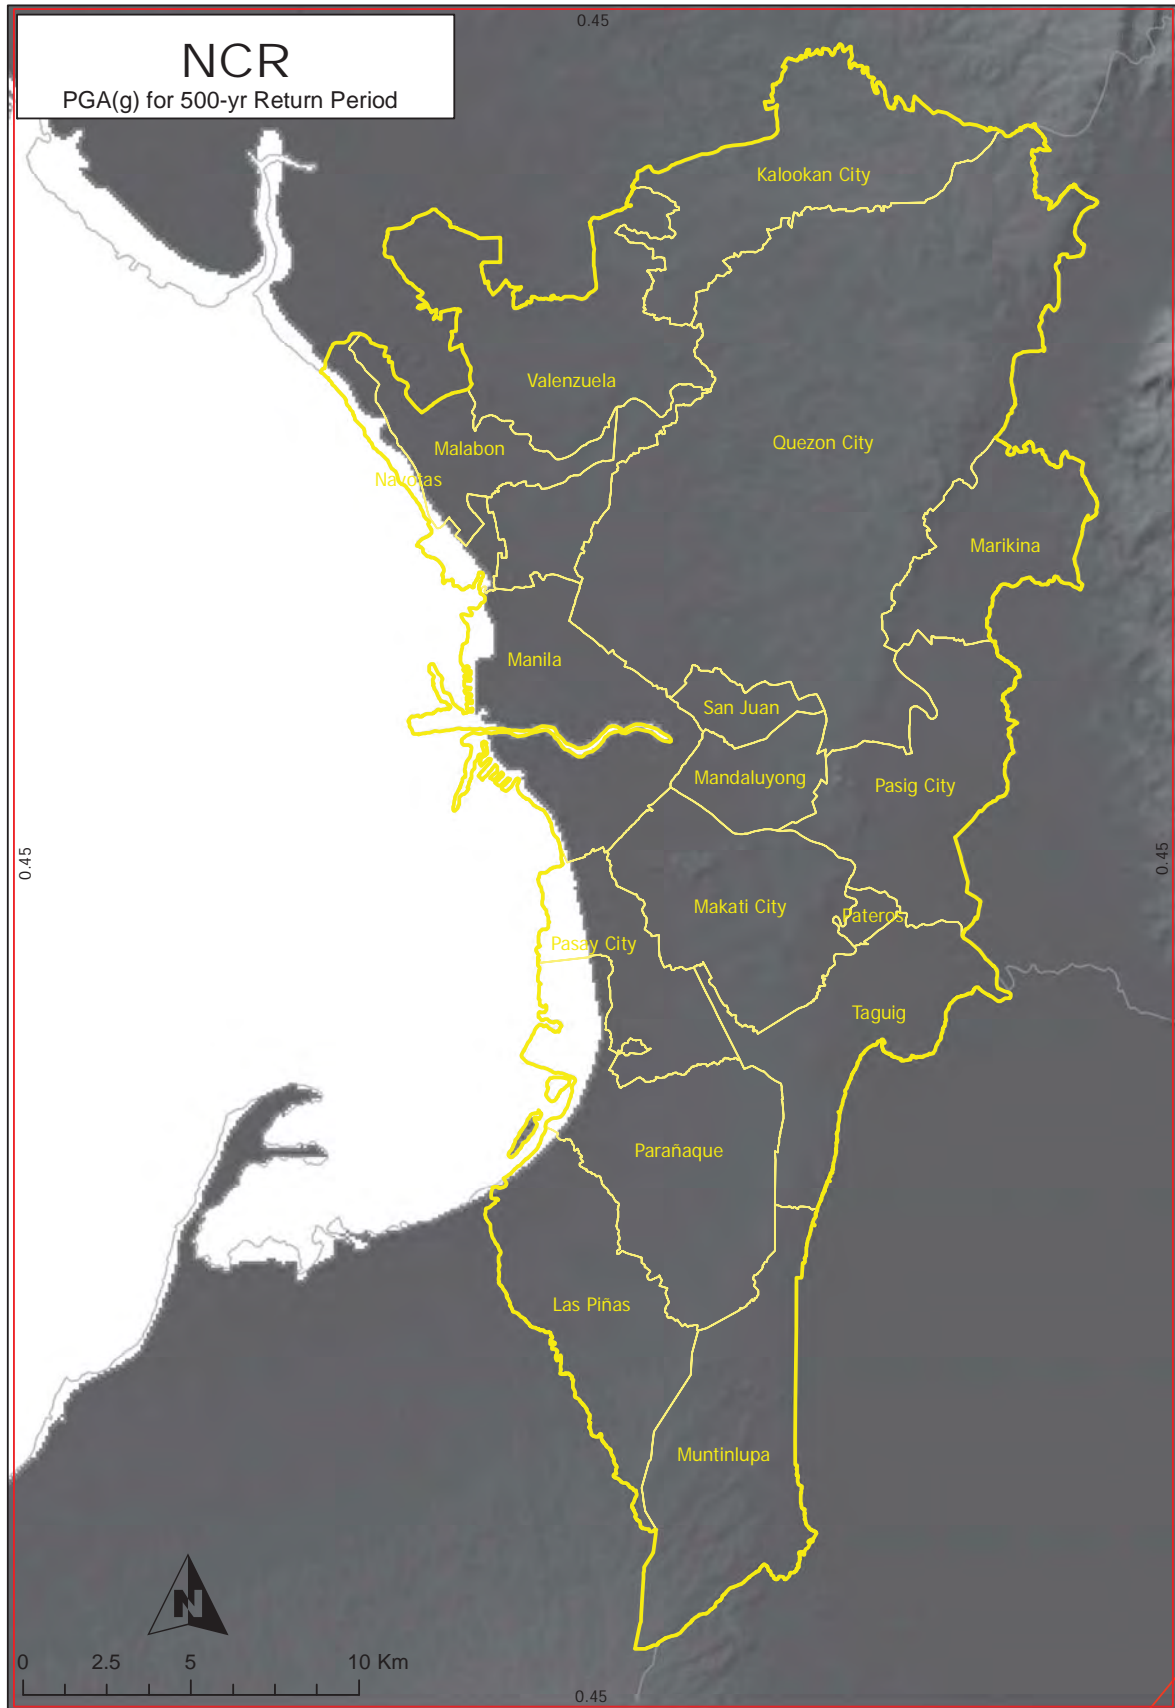 0.45
NCR
PGA(g) for 500-yr Return Period
Kalookan City
Valenzuela
Quezon City
Malabon
Navotas
Marikina
Manila
San Juan
Mandaluyong
Pasig City
0.45
0.45
Makati City
Pateros
Pasay City
Taguig
Parañaque
Las Piñas
Muntinlupa
N
0 2.5 5 10 Km
0.45